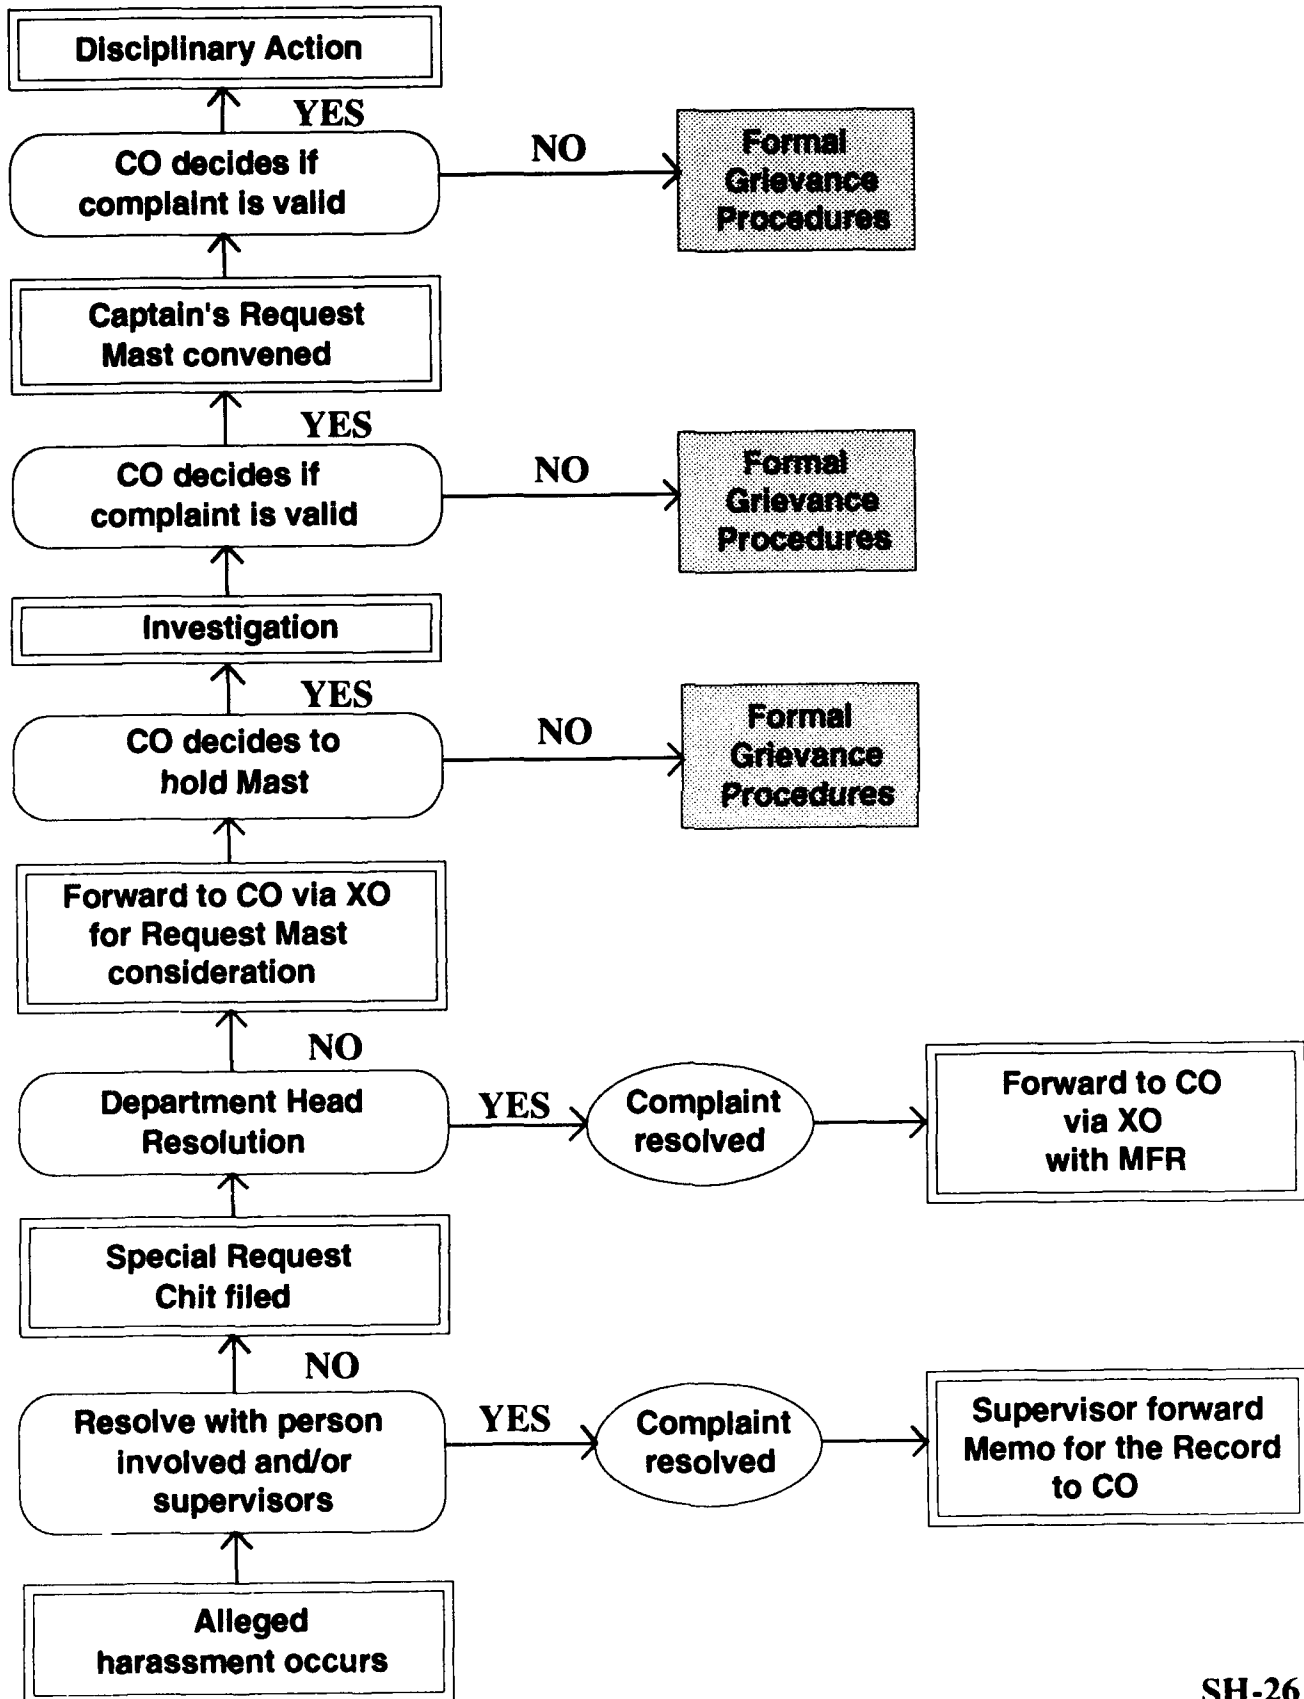 Disciplinary Action
YES
CO decides if
complaint is valid
NO
Formal
Grievance
Procedures
Captain's Request
Mast convened
YES
CO decides if
complaint is valid
NO
Formal
Grievance
Procedures
Investigation
YES
CO decides to
hold Mast
NO
Formal
Grievance
Procedures
Forward to CO via XO
for Request Mast
consideration
NO
Department Head
Resolution
YES
Complaint
resolved
Forward to CO
via XO
with MFR
Special Request
Chit filed
NO
Resolve with person
involved and/or
supervisors
YES
Complaint
resolved
Supervisor forward
Memo for the Record
to CO
Alleged
harassment occurs
SH-26